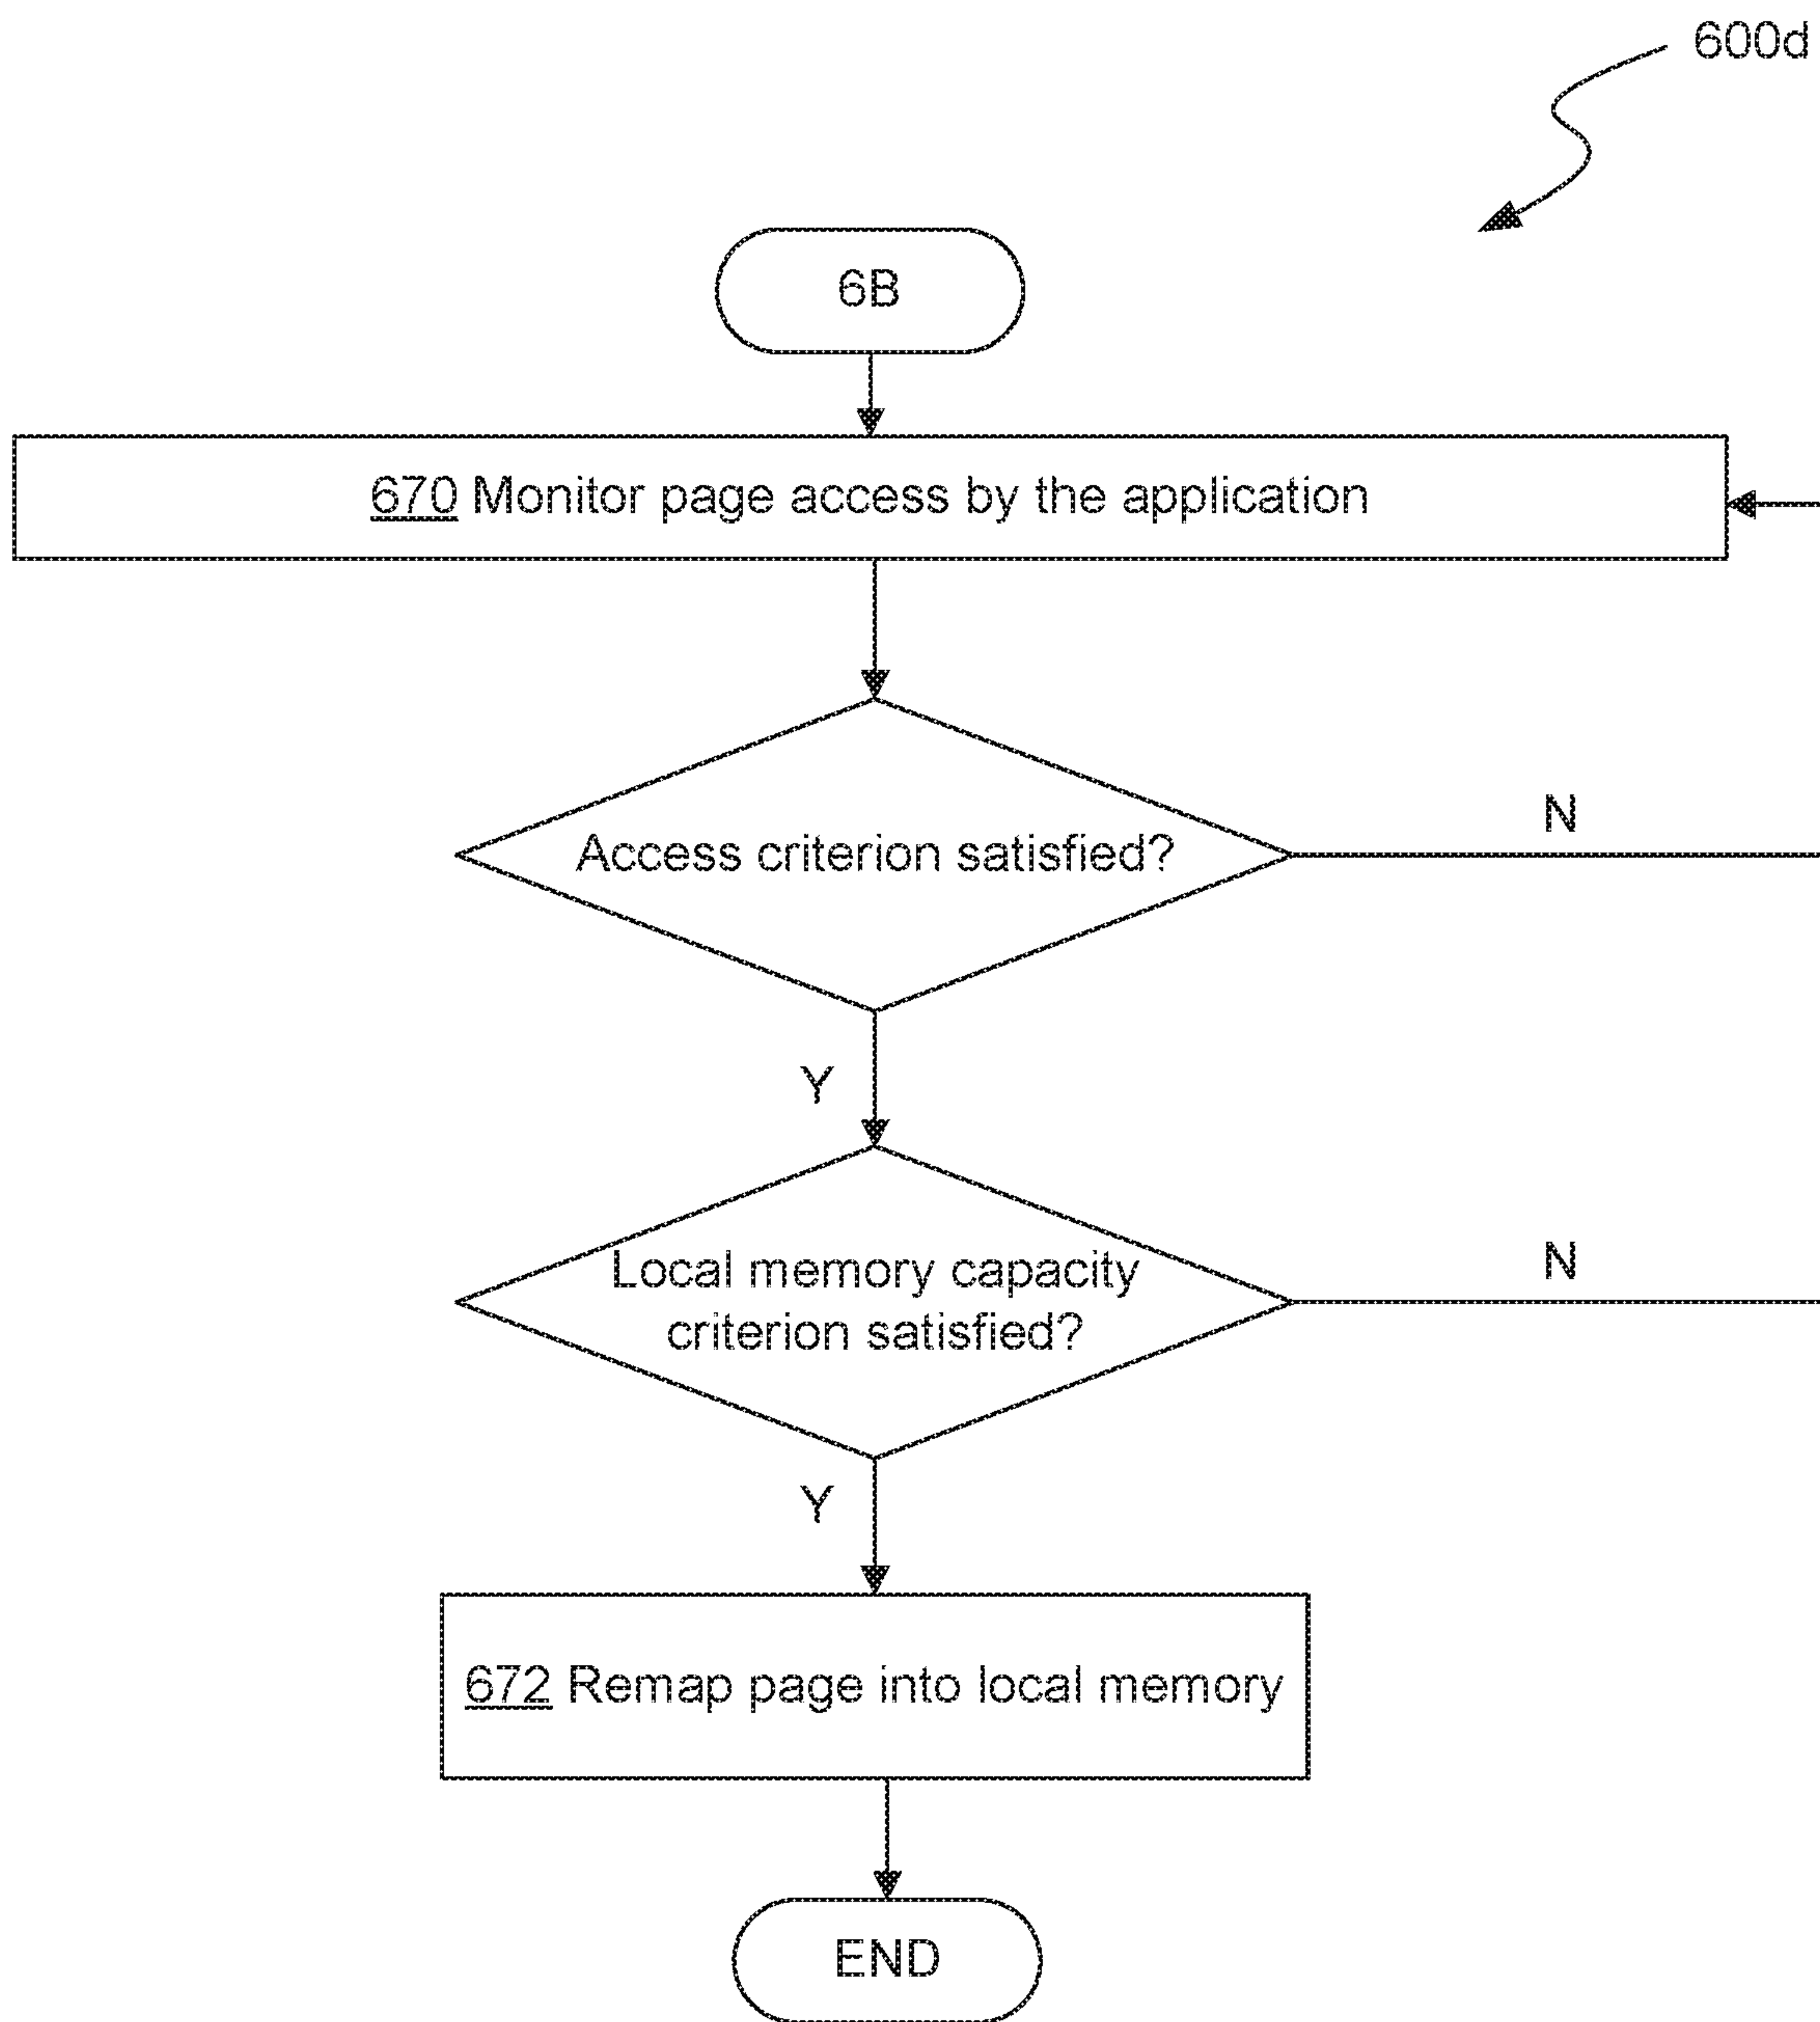 600d
6B
670 Monitor page access by the application
Access criterion satisfied?
N
Y
Local memory capacity
criterion satisfied?
N
Y
672 Remap page into local memory
END